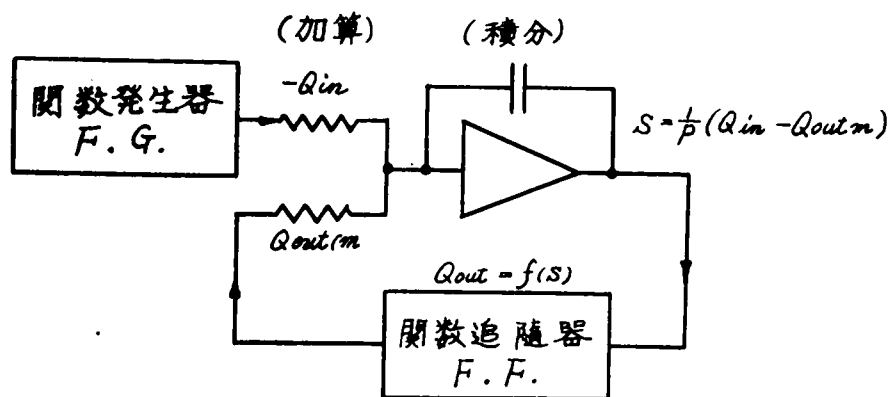 (加算)
(積分)
関数発生器
F. G.
-Qin
S = 1/p (Qin - Qoutm)
Qout/m
Qout = f(S)
関数追随器
F. F.